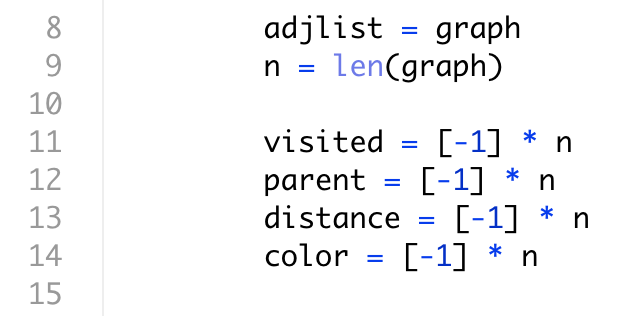 8 adjlist = graph
9 n = len(graph)
10
11 visited = [-1] * n
12 parent = [-1] * n
13 distance = [-1] * n
14 color = [-1] * n
15